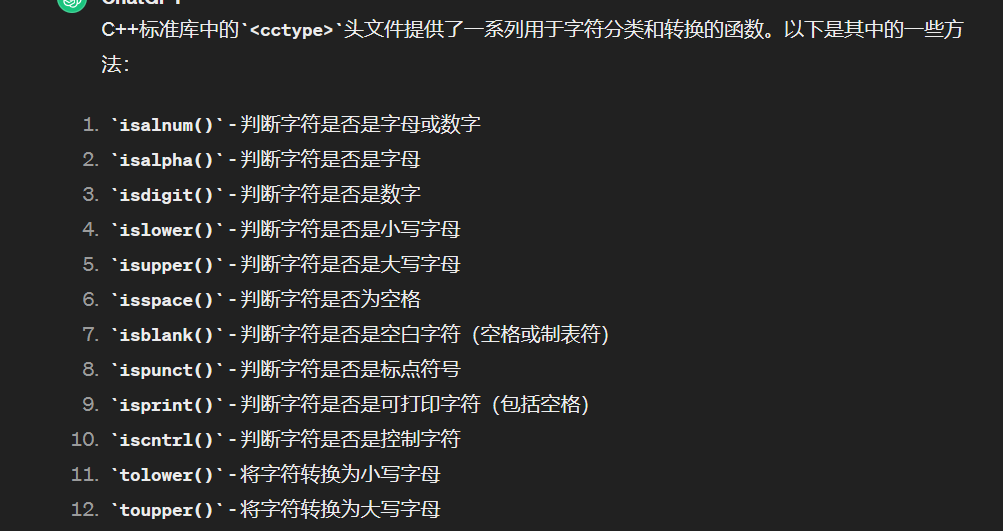 ChatGPT
C++标准库中的`<cctype>`头文件提供了一系列用于字符分类和转换的函数。以下是其中的一些方
法：
1. `isalnum()` - 判断字符是否是字母或数字
2. `isalpha()` - 判断字符是否是字母
3. `isdigit()` - 判断字符是否是数字
4. `islower()` - 判断字符是否是小写字母
5. `isupper()` - 判断字符是否是大写字母
6. `isspace()` - 判断字符是否为空格
7. `isblank()` - 判断字符是否是空白字符（空格或制表符）
8. `ispunct()` - 判断字符是否是标点符号
9. `isprint()` - 判断字符是否是可打印字符（包括空格）
10. `iscntrl()` - 判断字符是否是控制字符
11. `tolower()` - 将字符转换为小写字母
12. `toupper()` - 将字符转换为大写字母